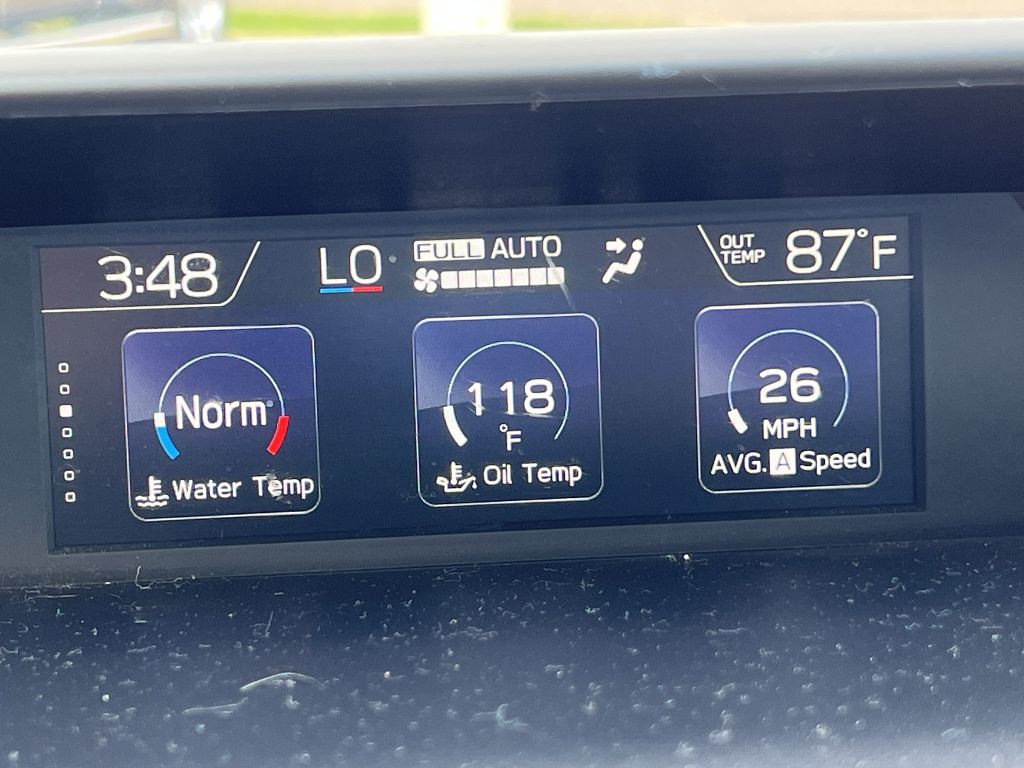 3:48
LO
FULL AUTO
OUT TEMP 87°F
Norm
Water Temp
118
°F
Oil Temp
26
MPH
AVG. A Speed